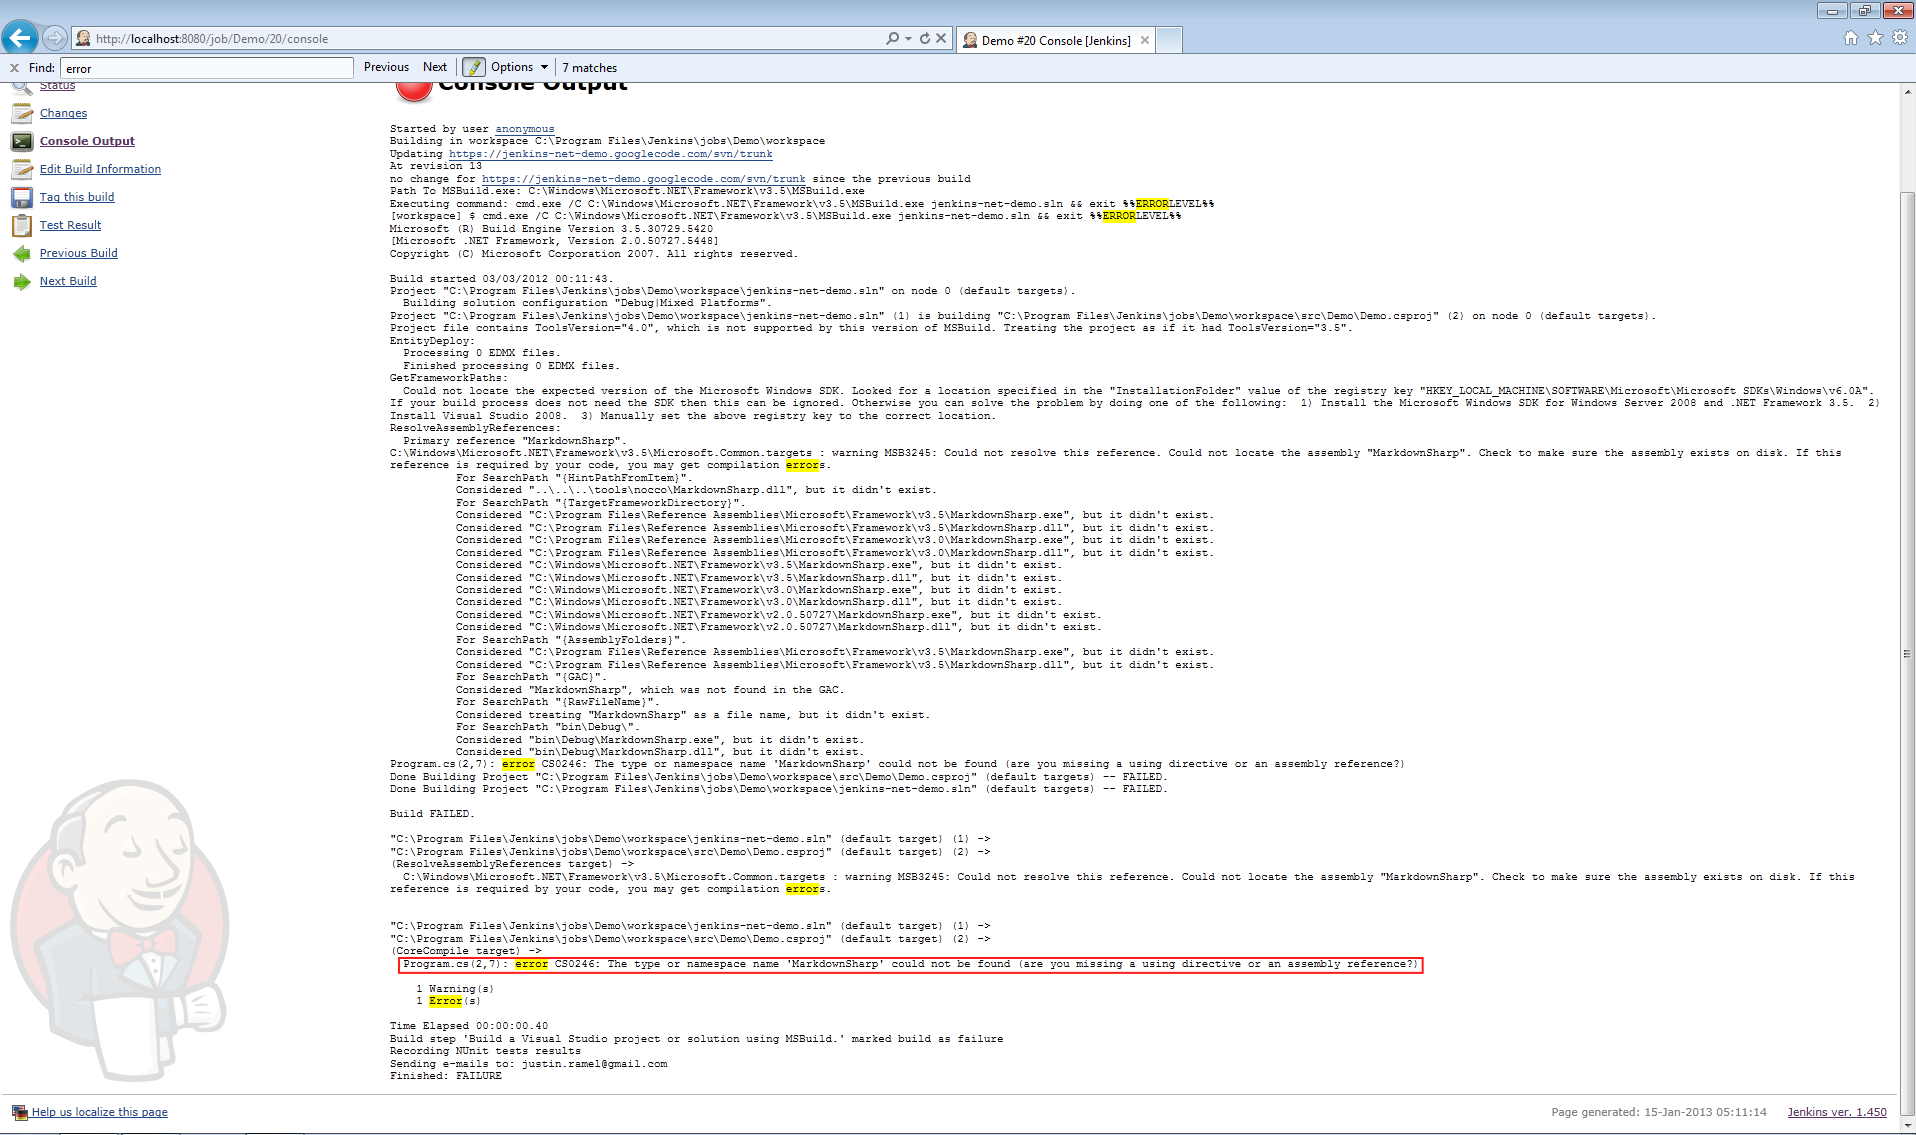 http://localhost:8080/job/Demo/20/console
Demo #20 Console [Jenkins]
Find: error
Previous Next Options 7 matches
Status
Changes
Console Output
Edit Build Information
Tag this build
Test Result
Previous Build
Next Build
Console Output
Started by user anonymous
Building in workspace C:\Program Files\Jenkins\jobs\Demo\workspace
Updating https://jenkins-net-demo.googlecode.com/svn/trunk
At revision 13
no change for https://jenkins-net-demo.googlecode.com/svn/trunk since the previous build
Path To MSBuild.exe: C:\Windows\Microsoft.NET\Framework\v3.5\MSBuild.exe
Executing command: cmd.exe /C C:\Windows\Microsoft.NET\Framework\v3.5\MSBuild.exe jenkins-net-demo.sln && exit %%ERRORLEVEL%%
[workspace] $ cmd.exe /C C:\Windows\Microsoft.NET\Framework\v3.5\MSBuild.exe jenkins-net-demo.sln && exit %%ERRORLEVEL%%
Microsoft (R) Build Engine Version 3.5.30729.5420
[Microsoft .NET Framework, Version 2.0.50727.5448]
Copyright (C) Microsoft Corporation 2007. All rights reserved.
Build started 03/03/2012 00:11:43.
Project "C:\Program Files\Jenkins\jobs\Demo\workspace\jenkins-net-demo.sln" on node 0 (default targets).
Building solution configuration "Debug|Mixed Platforms".
Project "C:\Program Files\Jenkins\jobs\Demo\workspace\jenkins-net-demo.sln" (1) is building "C:\Program Files\Jenkins\jobs\Demo\workspace\src\Demo\Demo.csproj" (2) on node 0 (default targets).
Project file contains ToolsVersion="4.0", which is not supported by this version of MSBuild. Treating the project as if it had ToolsVersion="3.5".
EntityDeploy:
Processing 0 EDMX files.
Finished processing 0 EDMX files.
GetFrameworkPaths:
Could not locate the expected version of the Microsoft Windows SDK. Looked for a location specified in the "InstallationFolder" value of the registry key "HKEY_LOCAL_MACHINE\SOFTWARE\Microsoft\Microsoft SDKs\Windows\v6.0A".
If your build process does not need the SDK then this can be ignored. Otherwise you can solve the problem by doing one of the following:  1) Install the Microsoft Windows SDK for Windows Server 2008 and .NET Framework 3.5.  2)
Install Visual Studio 2008.  3) Manually set the above registry key to the correct location.
ResolveAssemblyReferences:
Primary reference "MarkdownSharp".
C:\Windows\Microsoft.NET\Framework\v3.5\Microsoft.Common.targets : warning MSB3245: Could not resolve this reference. Could not locate the assembly "MarkdownSharp". Check to make sure the assembly exists on disk. If this
reference is required by your code, you may get compilation errors.
For SearchPath "{HintPathFromItem}".
Considered "..\..\..\tools\nocco\MarkdownSharp.dll", but it didn't exist.
For SearchPath "{TargetFrameworkDirectory}".
Considered "C:\Program Files\Reference Assemblies\Microsoft\Framework\v3.5\MarkdownSharp.exe", but it didn't exist.
Considered "C:\Program Files\Reference Assemblies\Microsoft\Framework\v3.5\MarkdownSharp.dll", but it didn't exist.
Considered "C:\Program Files\Reference Assemblies\Microsoft\Framework\v3.0\MarkdownSharp.exe", but it didn't exist.
Considered "C:\Program Files\Reference Assemblies\Microsoft\Framework\v3.0\MarkdownSharp.dll", but it didn't exist.
Considered "C:\Windows\Microsoft.NET\Framework\v3.5\MarkdownSharp.exe", but it didn't exist.
Considered "C:\Windows\Microsoft.NET\Framework\v3.5\MarkdownSharp.dll", but it didn't exist.
Considered "C:\Windows\Microsoft.NET\Framework\v3.0\MarkdownSharp.exe", but it didn't exist.
Considered "C:\Windows\Microsoft.NET\Framework\v3.0\MarkdownSharp.dll", but it didn't exist.
Considered "C:\Windows\Microsoft.NET\Framework\v2.0.50727\MarkdownSharp.exe", but it didn't exist.
Considered "C:\Windows\Microsoft.NET\Framework\v2.0.50727\MarkdownSharp.dll", but it didn't exist.
For SearchPath "{AssemblyFolders}".
Considered "C:\Program Files\Reference Assemblies\Microsoft\Framework\v3.5\MarkdownSharp.exe", but it didn't exist.
Considered "C:\Program Files\Reference Assemblies\Microsoft\Framework\v3.5\MarkdownSharp.dll", but it didn't exist.
For SearchPath "{GAC}".
Considered "MarkdownSharp", which was not found in the GAC.
For SearchPath "{RawFileName}".
Considered treating "MarkdownSharp" as a file name, but it didn't exist.
For SearchPath "bin\Debug\".
Considered "bin\Debug\MarkdownSharp.exe", but it didn't exist.
Considered "bin\Debug\MarkdownSharp.dll", but it didn't exist.
Program.cs(2,7): error CS0246: The type or namespace name 'MarkdownSharp' could not be found (are you missing a using directive or an assembly reference?)
Done Building Project "C:\Program Files\Jenkins\jobs\Demo\workspace\src\Demo\Demo.csproj" (default targets) -- FAILED.
Done Building Project "C:\Program Files\Jenkins\jobs\Demo\workspace\jenkins-net-demo.sln" (default targets) -- FAILED.
Build FAILED.
"C:\Program Files\Jenkins\jobs\Demo\workspace\jenkins-net-demo.sln" (default target) (1) ->
"C:\Program Files\Jenkins\jobs\Demo\workspace\src\Demo\Demo.csproj" (default target) (2) ->
(ResolveAssemblyReferences target) ->
C:\Windows\Microsoft.NET\Framework\v3.5\Microsoft.Common.targets : warning MSB3245: Could not resolve this reference. Could not locate the assembly "MarkdownSharp". Check to make sure the assembly exists on disk. If this
reference is required by your code, you may get compilation errors.
"C:\Program Files\Jenkins\jobs\Demo\workspace\jenkins-net-demo.sln" (default target) (1) ->
"C:\Program Files\Jenkins\jobs\Demo\workspace\src\Demo\Demo.csproj" (default target) (2) ->
(CoreCompile target) ->
Program.cs(2,7): error CS0246: The type or namespace name 'MarkdownSharp' could not be found (are you missing a using directive or an assembly reference?)
1 Warning(s)
1 Error(s)
Time Elapsed 00:00:00.40
Build step 'Build a Visual Studio project or solution using MSBuild.' marked build as failure
Recording NUnit tests results
Sending e-mails to: justin.ramel@gmail.com
Finished: FAILURE
Help us localize this page
Page generated: 15-Jan-2013 05:11:14 Jenkins ver. 1.450